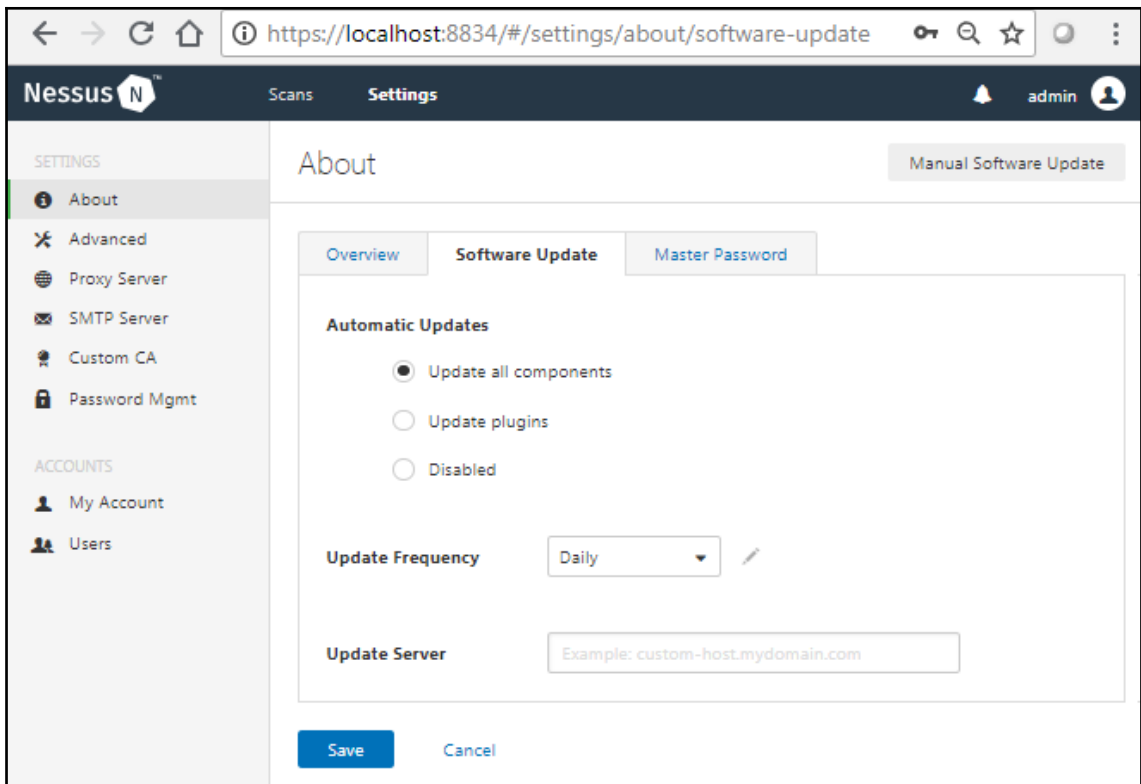 https://localhost:8834/#/settings/about/software-update
Nessus N ™ Scans Settings admin
SETTINGS
About
Advanced
Proxy Server
SMTP Server
Custom CA
Password Mgmt
ACCOUNTS
My Account
Users
About Manual Software Update
Overview Software Update Master Password
Automatic Updates
Update all components
Update plugins
Disabled
Update Frequency Daily
Update Server Example: custom-host.mydomain.com
Save Cancel